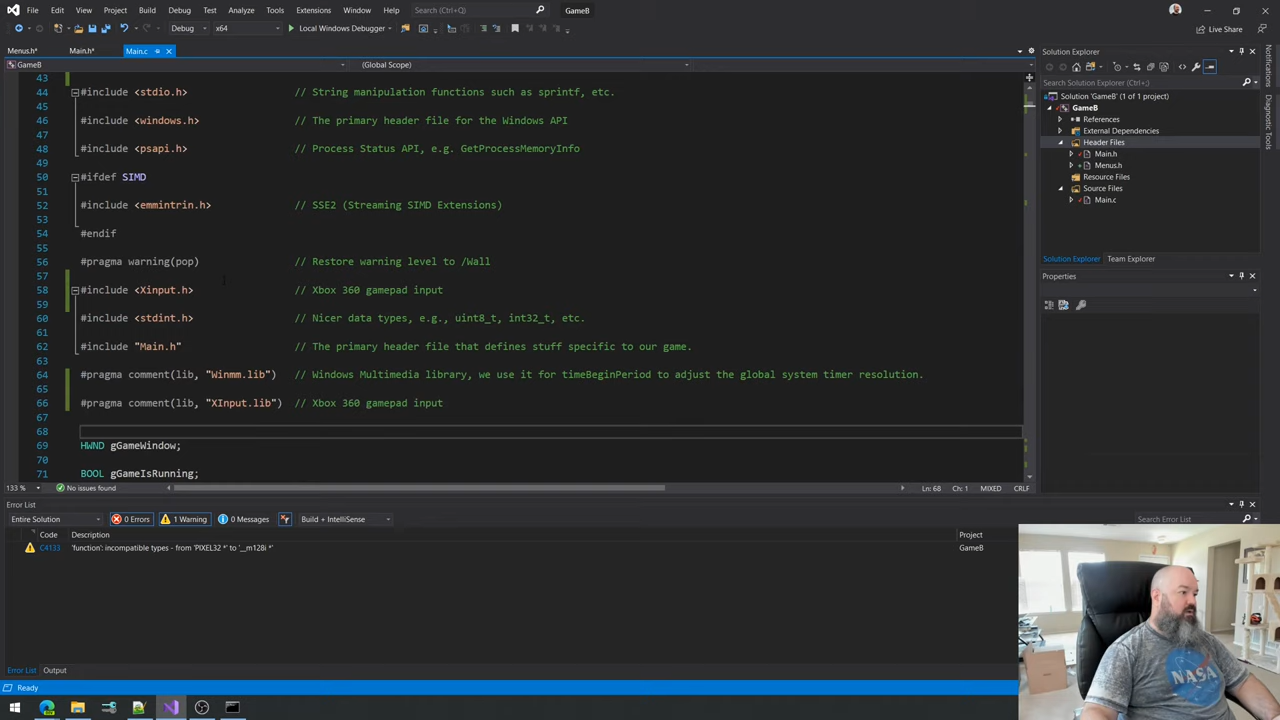 File Edit View Git Project Build Debug Test Analyze Tools Extensions Window Help Search (Ctrl+Q) GameB
Debug x64 Local Windows Debugger Live Share
Menus.h* Main.h* Main.c
GameB (Global Scope)
43
44 #include <stdio.h> // String manipulation functions such as sprintf, etc.
45
46 #include <windows.h> // The primary header file for the Windows API
47
48 #include <psapi.h> // Process Status API, e.g. GetProcessMemoryInfo
49
50 #ifdef SIMD
51
52 #include <emmintrin.h> // SSE2 (Streaming SIMD Extensions)
53
54 #endif
55
56 #pragma warning(pop) // Restore warning level to /Wall
57
58 #include <Xinput.h> // Xbox 360 gamepad input
59
60 #include <stdint.h> // Nicer data types, e.g., uint8_t, int32_t, etc.
61
62 #include "Main.h" // The primary header file that defines stuff specific to our game.
63
64 #pragma comment(lib, "Winmm.lib") // Windows Multimedia library, we use it for timeBeginPeriod to adjust the global system timer resolution.
65
66 #pragma comment(lib, "XInput.lib") // Xbox 360 gamepad input
67
68
69 HWND gGameWindow;
70
71 BOOL gGameIsRunning;
133 % No issues found Ln: 68 Ch: 1 MIXED CRLF
Error List
Entire Solution 0 Errors 1 Warning 0 Messages Build + IntelliSense Search Error List
Code Description Project
C4133 'function': incompatible types - from 'PIXEL32 *' to '__m128i *' GameB
Error List Output
Ready
Solution Explorer
Search Solution Explorer (Ctrl+;)
Solution 'GameB' (1 of 1 project)
GameB
References
External Dependencies
Header Files
Main.h
Menus.h
Resource Files
Source Files
Main.c
Solution Explorer Team Explorer
Properties
Notifications
Diagnostic Tools
NASA